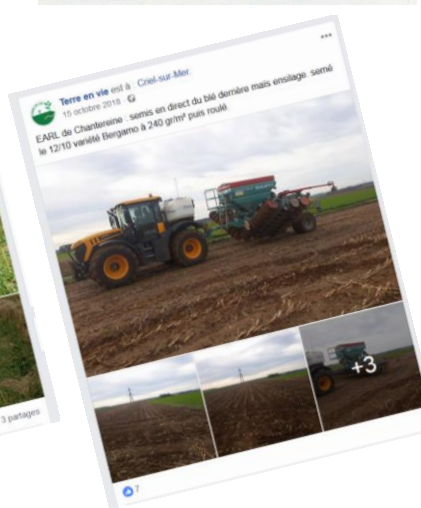 Terre en vie est à : Criel-sur-Mer.
15 octobre 2018
EARL de Chantereine : semis en direct du blé derrière maïs ensilage. semé
le 12/10 variété Bergamo à 240 gr/m² puis roulé.
+3
3 partages
7